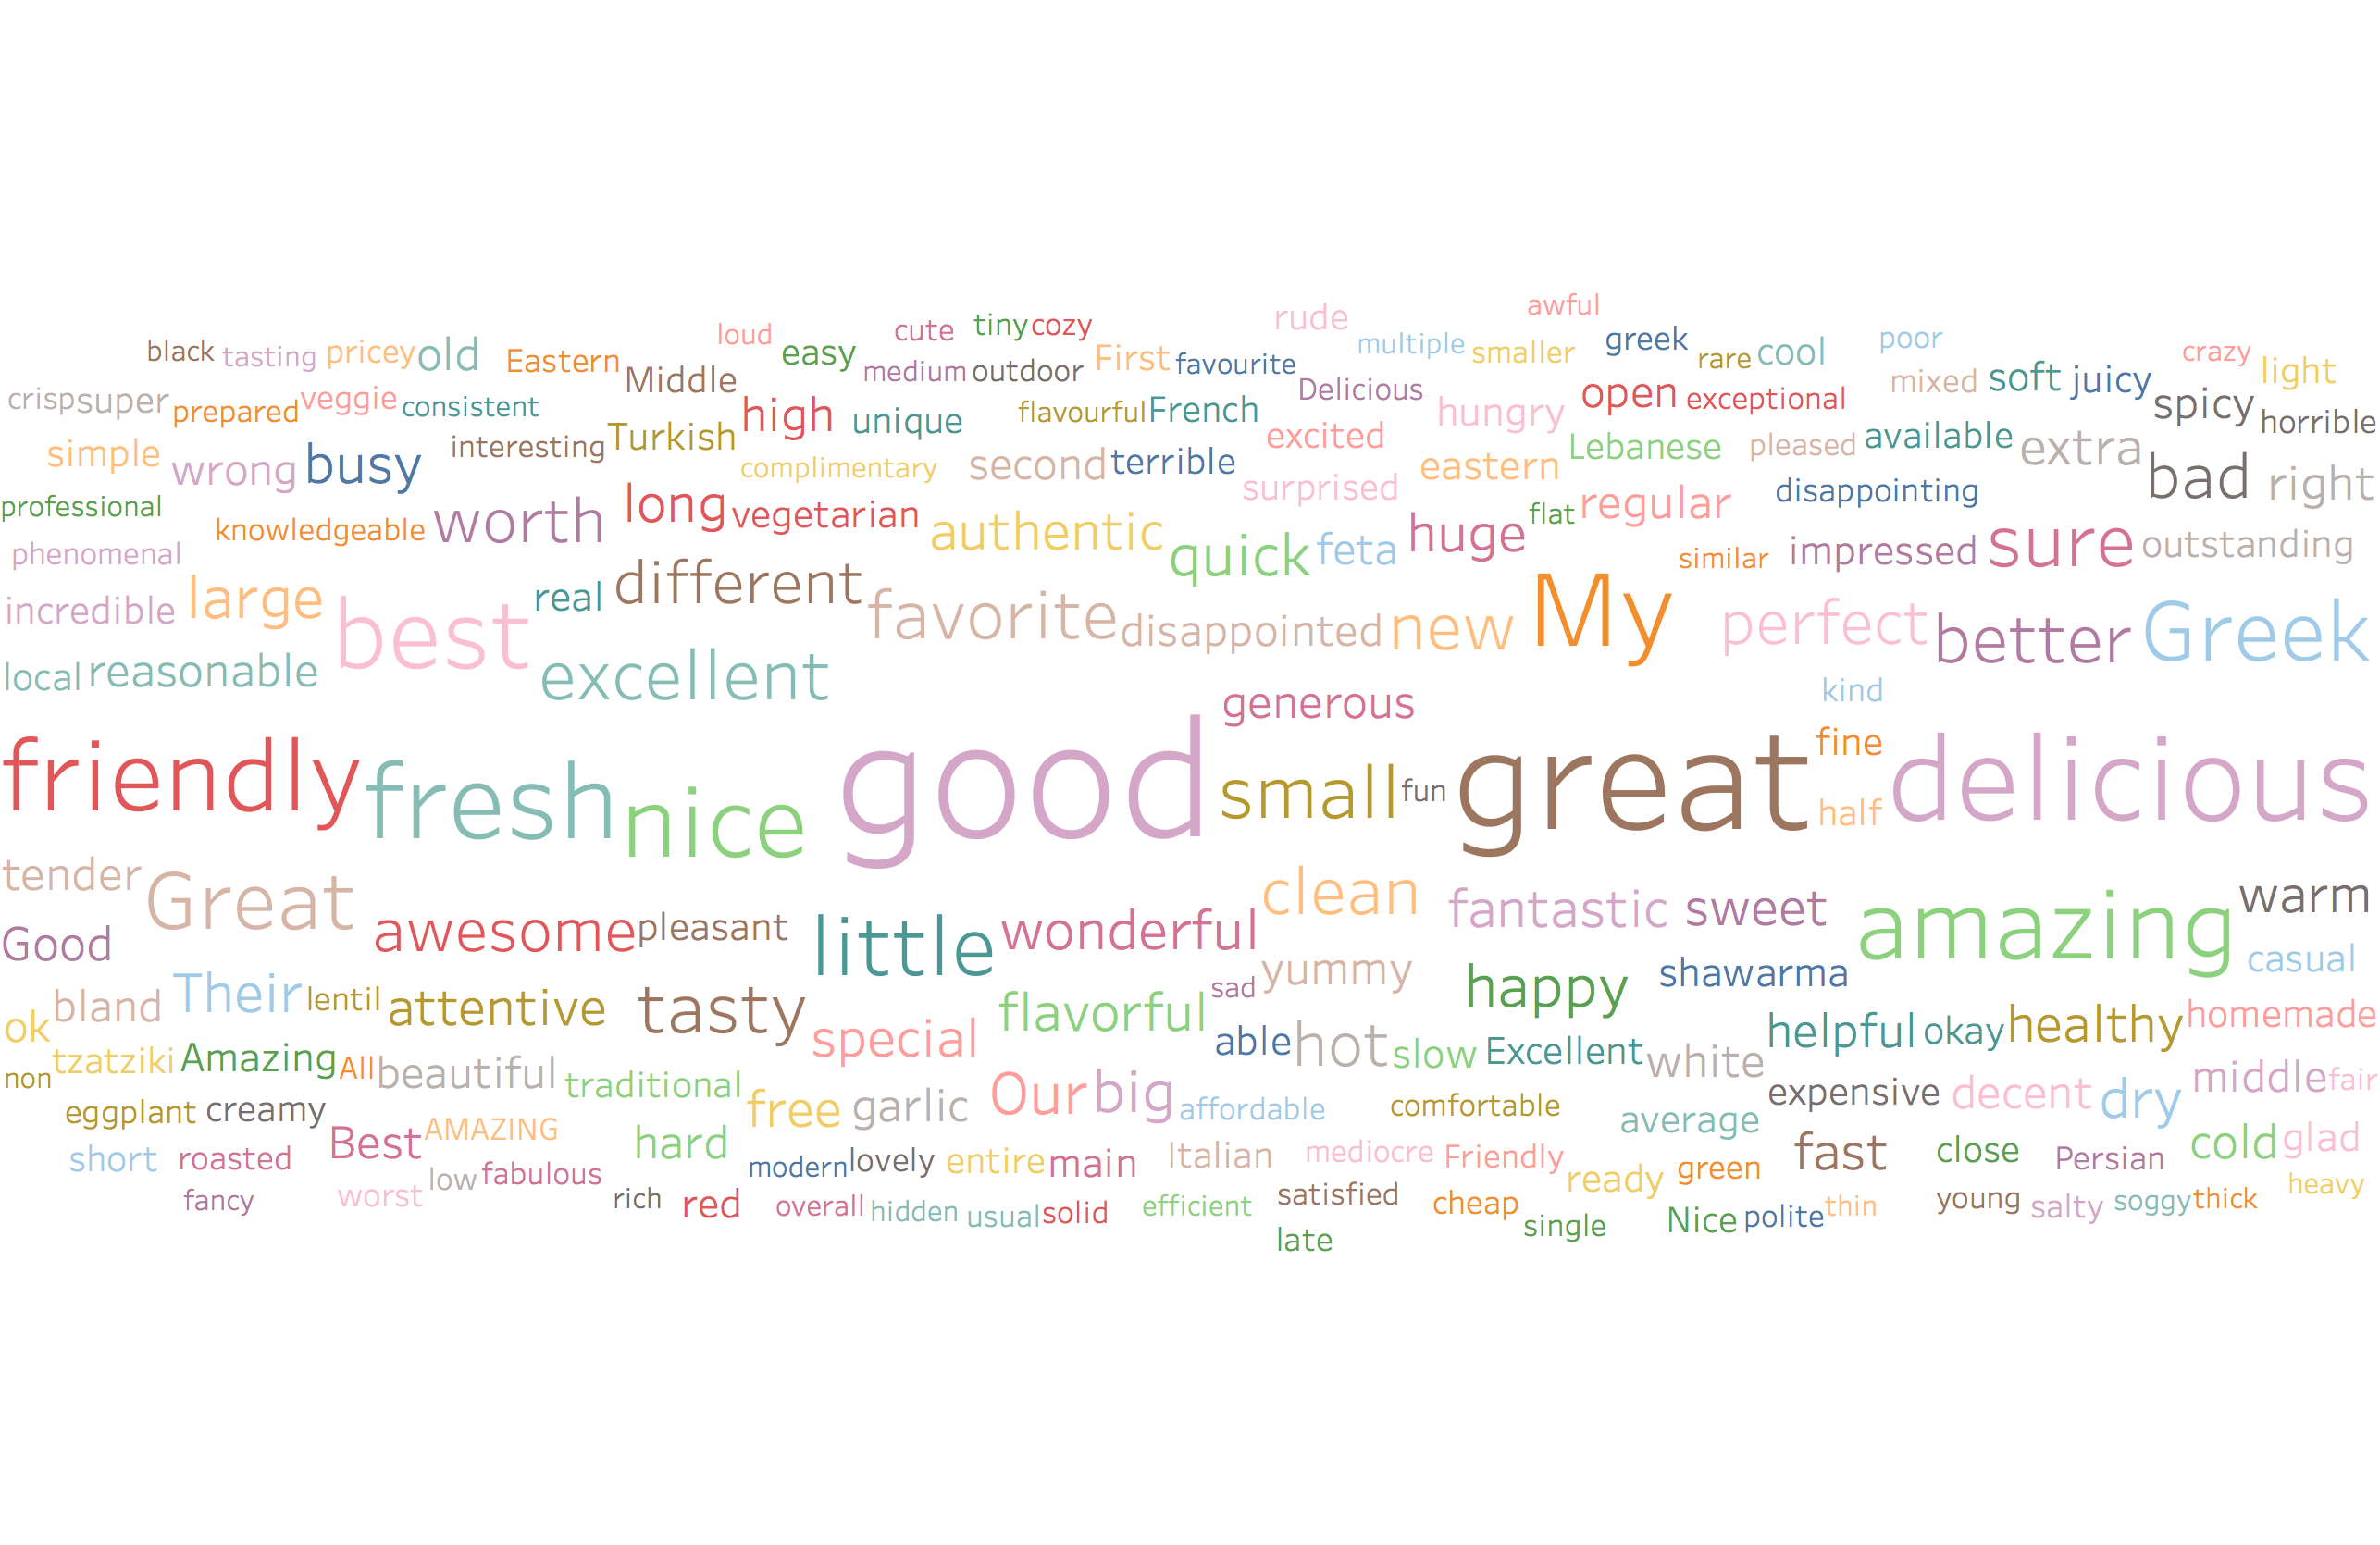 awful
rude
loud cute tiny cozy multiple smaller greek poor
black tasting pricey old Eastern easy medium outdoor First favourite rare cool crazy light
Middle Delicious mixed soft juicy
crisp super prepared veggie consistent high unique flavourful French hungry open exceptional spicy horrible
simple wrong busy interesting Turkish complimentary second terrible excited eastern Lebanese pleased available extra bad right
professional long vegetarian surprised flat regular disappointing
knowledgeable worth authentic quick feta huge similar impressed sure outstanding
phenomenal
incredible large best real different favorite disappointed new My perfect better Greek
local reasonable excellent
generous kind
friendly fresh nice good small fun great fine half delicious
tender Great clean fantastic sweet amazing warm
Good awesome pleasant little wonderful casual
yummy happy shawarma
ok bland Their lentil attentive tasty special flavorful sad healthy homemade
able hot slow Excellent white helpful okay
non tzatziki Amazing All beautiful traditional middle fair
eggplant creamy free garlic Our big affordable comfortable average expensive decent dry
Best AMAZING hard
short roasted low fabulous modern lovely entire main Italian mediocre Friendly ready green fast close Persian cold glad
fancy worst rich red overall hidden usual solid efficient satisfied cheap single Nice polite thin young salty soggy thick heavy
late